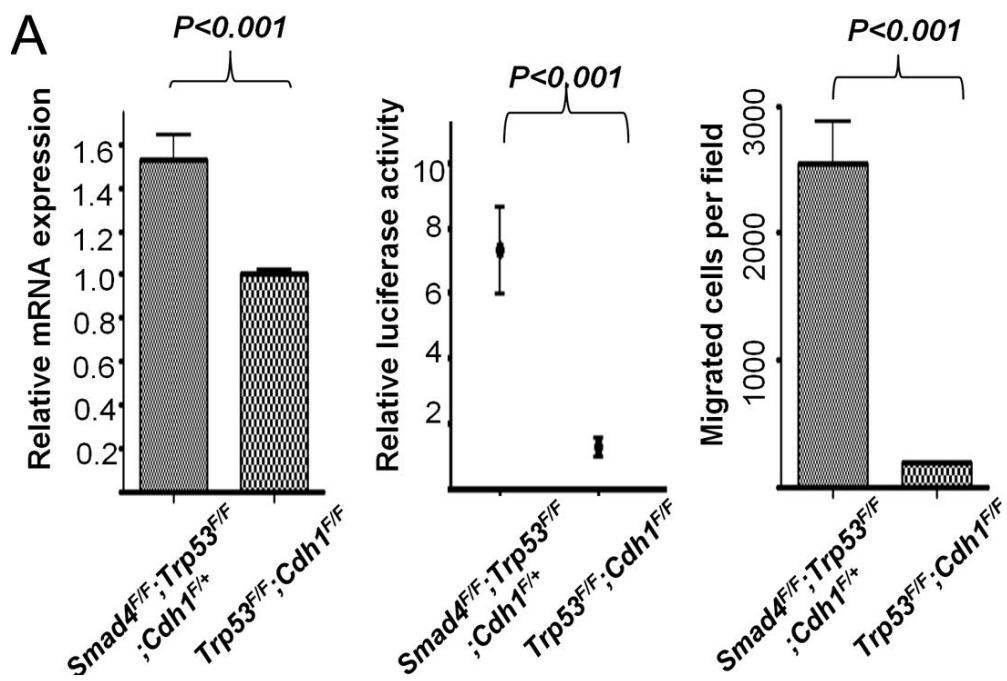 A
P<0.001
Relative mRNA expression
1.6
1.4
1.2
1.0
0.8
0.6
0.4
0.2
Smad4F/F;Trp53F/F
;Cdh1F/+
Trp53F/F;Cdh1F/F
P<0.001
Relative luciferase activity
10
8
6
4
2
Smad4F/F;Trp53F/F
;Cdh1F/+
Trp53F/F;Cdh1F/F
P<0.001
Migrated cells per field
3000
2000
1000
Smad4F/F;Trp53F/F
;Cdh1F/+
Trp53F/F;Cdh1F/F